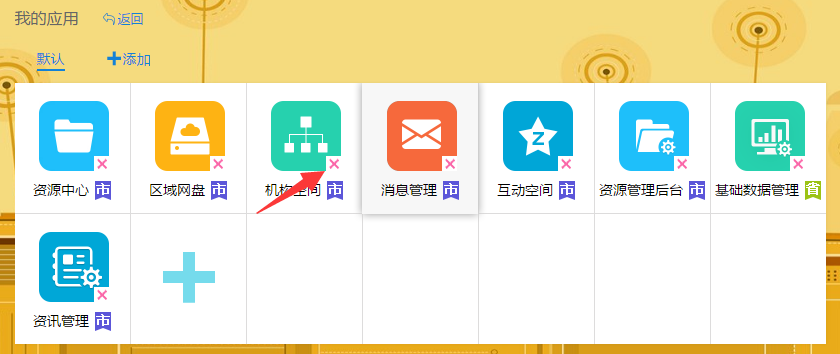 我的应用 返回
默认 添加
资源中心 市 区域网盘 市 机构空间 市 消息管理 市 互动空间 市 资源管理后台 市 基础数据管理 省
资讯管理 市